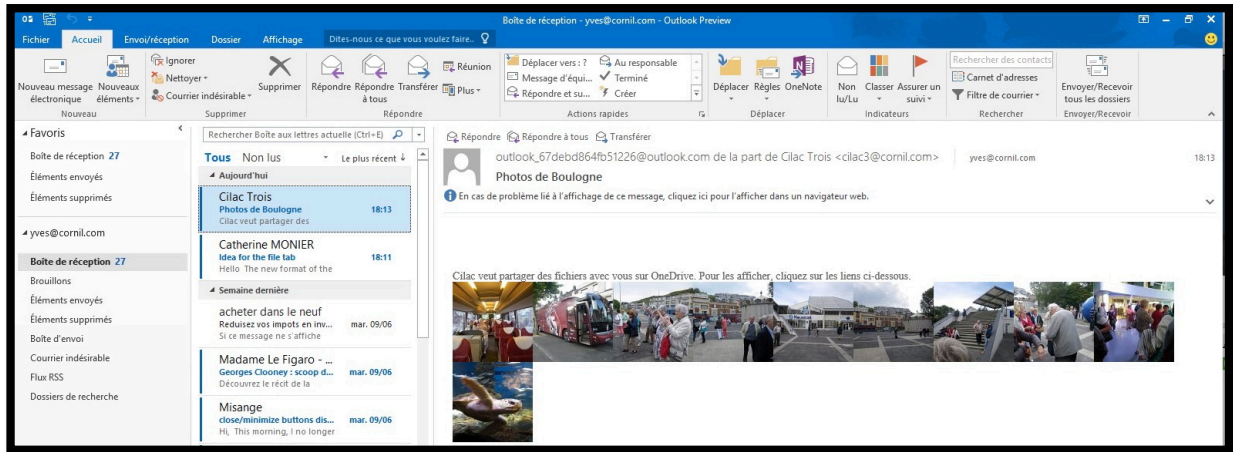 Boîte de réception - yves@cornil.com - Outlook Preview
Fichier Accueil Envoi/réception Dossier Affichage Dites-nous ce que vous voulez faire..
Nouveau message électronique
Nouveaux éléments
Nouveau
Ignorer
Nettoyer
Courrier indésirable
Supprimer
Supprimer
Répondre
Répondre à tous
Transférer
Réunion
Plus
Répondre
Déplacer vers : ?
Message d'équi...
Répondre et su...
Au responsable
Terminé
Créer
Actions rapides
Déplacer
Règles
OneNote
Déplacer
Non lu/Lu
Classer
Assurer un suivi
Indicateurs
Rechercher des contacts
Carnet d'adresses
Filtre de courrier
Rechercher
Envoyer/Recevoir tous les dossiers
Envoyer/Recevoir
Favoris
Boîte de réception 27
Éléments envoyés
Éléments supprimés
yves@cornil.com
Boîte de réception 27
Brouillons
Éléments envoyés
Éléments supprimés
Boîte d'envoi
Courrier indésirable
Flux RSS
Dossiers de recherche
Rechercher Boîte aux lettres actuelle (Ctrl+E)
Tous Non lus Le plus récent
Aujourd'hui
Cilac Trois
Photos de Boulogne 18:13
Cilac veut partager des
Catherine MONIER
Idea for the file tab 18:11
Hello The new format of the
Semaine dernière
acheter dans le neuf
Reduisez vos impots en inv... mar. 09/06
Si ce message ne s'affiche
Madame Le Figaro - ...
Georges Clooney : scoop d... mar. 09/06
Découvrez le récit de la
Misange
close/minimize buttons dis... mar. 09/06
Hi, This morning, I no longer
Répondre Répondre à tous Transférer
outlook_67debd864fb51226@outlook.com de la part de Cilac Trois <cilac3@cornil.com> yves@cornil.com 18:13
Photos de Boulogne
En cas de problème lié à l'affichage de ce message, cliquez ici pour l'afficher dans un navigateur web.
Cilac veut partager des fichiers avec vous sur OneDrive. Pour les afficher, cliquez sur les liens ci-dessous.